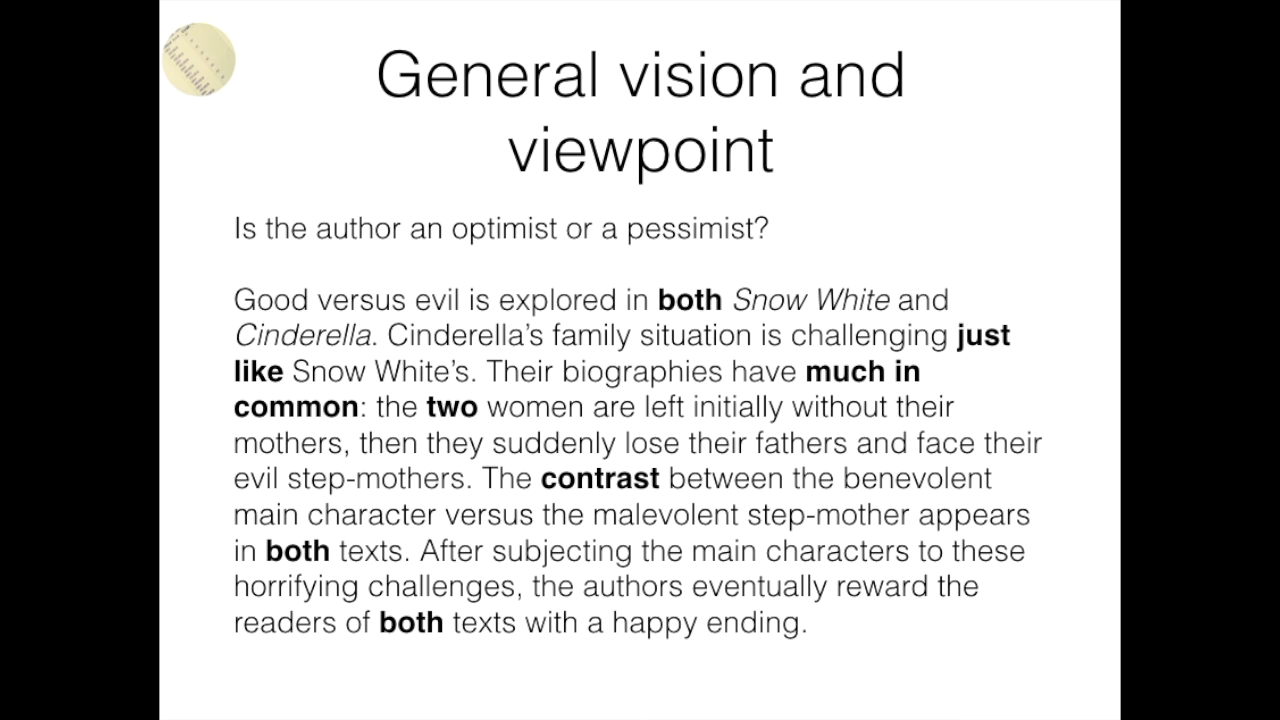 General vision and
viewpoint
Is the author an optimist or a pessimist?
Good versus evil is explored in both Snow White and
Cinderella. Cinderella’s family situation is challenging just
like Snow White’s. Their biographies have much in
common: the two women are left initially without their
mothers, then they suddenly lose their fathers and face their
evil step-mothers. The contrast between the benevolent
main character versus the malevolent step-mother appears
in both texts. After subjecting the main characters to these
horrifying challenges, the authors eventually reward the
readers of both texts with a happy ending.